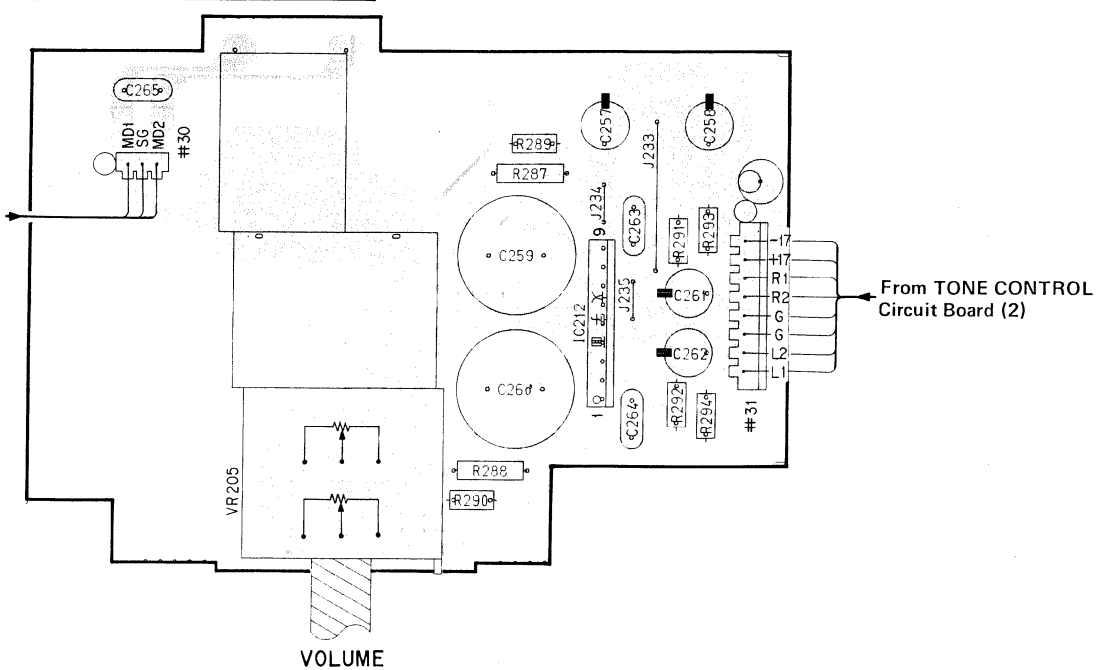 C265
MD1
SG
MD2
#30
C257
C258
R289
R287
J233
J234
9
C263
R291
R293
C259
IC212
J235
C261
C262
-17
+17
R1
R2
G
G
L2
L1
From TONE CONTROL
Circuit Board (2)
C260
1
C264
R292
R294
#31
R288
R290
VR205
VOLUME